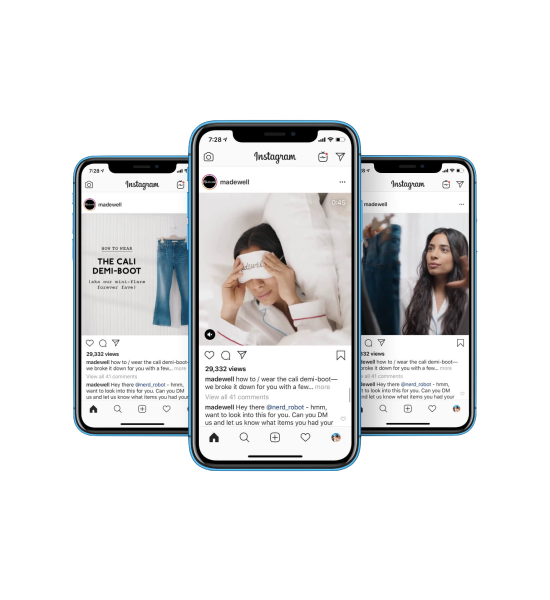 7:28
Instagram
madewell
HOW TO WEAR
THE CALI
DEMI-BOOT
(aka our mini-flare
forever fave)
29,332 views
madewell how to / wear the cali demi-boot—
we broke it down for you with a few... more
View all 41 comments
madewell Hey there @nerd_robot - hmm,
want to look into this for you. Can you DM
us and let us know what items you had your
7:28
Instagram
madewell
0:45
29,332 views
madewell how to / wear the cali demi-boot—
we broke it down for you with a few... more
View all 41 comments
madewell Hey there @nerd_robot - hmm,
want to look into this for you. Can you DM
us and let us know what items you had your
Instagram
madewell
views
how to / wear the cali demi-boot—
we broke it down for you with a few... more
41 comments
Hey there @nerd_robot - hmm,
look into this for you. Can you DM
us know what items you had your